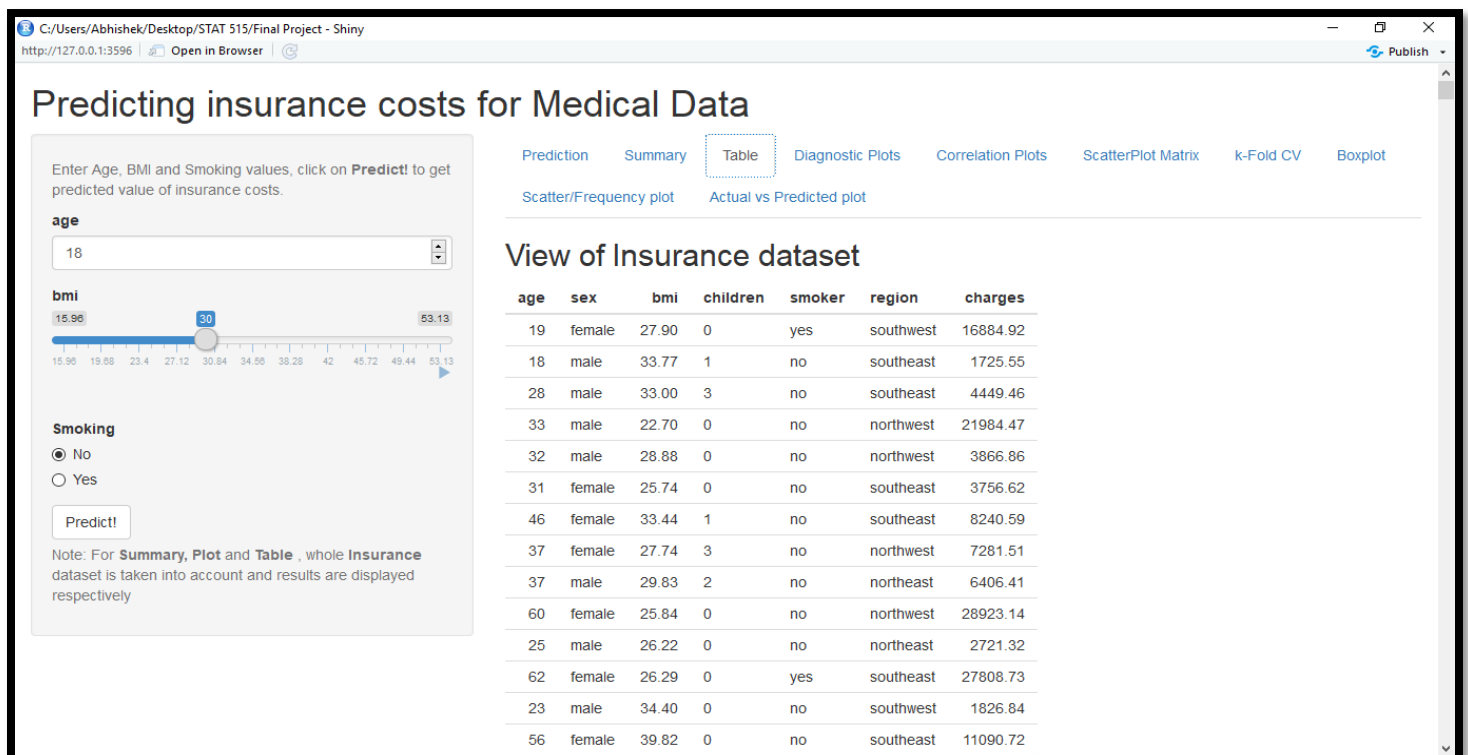 C:/Users/Abhishek/Desktop/STAT 515/Final Project - Shiny
http://127.0.0.1:3596 Open in Browser Publish
Predicting insurance costs for Medical Data
Enter Age, BMI and Smoking values, click on Predict! to get
predicted value of insurance costs.
age
18
bmi
15.96 30 53.13
15.96 19.68 23.4 27.12 30.84 34.56 38.28 42 45.72 49.44 53.13
Smoking
No
Yes
Predict!
Note: For Summary, Plot and Table , whole Insurance
dataset is taken into account and results are displayed
respectively
Prediction Summary Table Diagnostic Plots Correlation Plots ScatterPlot Matrix k-Fold CV Boxplot
Scatter/Frequency plot Actual vs Predicted plot
View of Insurance dataset
age sex bmi children smoker region charges
19 female 27.90 0 yes southwest 16884.92
18 male 33.77 1 no southeast 1725.55
28 male 33.00 3 no southeast 4449.46
33 male 22.70 0 no northwest 21984.47
32 male 28.88 0 no northwest 3866.86
31 female 25.74 0 no southeast 3756.62
46 female 33.44 1 no southeast 8240.59
37 female 27.74 3 no northwest 7281.51
37 male 29.83 2 no northeast 6406.41
60 female 25.84 0 no northwest 28923.14
25 male 26.22 0 no northeast 2721.32
62 female 26.29 0 yes southeast 27808.73
23 male 34.40 0 no southwest 1826.84
56 female 39.82 0 no southeast 11090.72